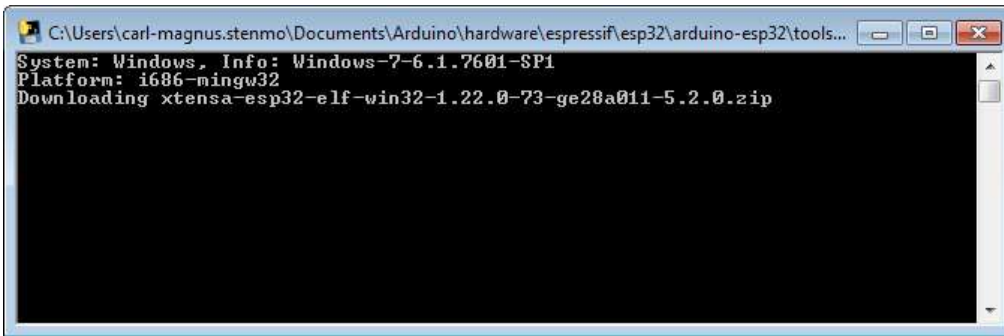 C:\Users\carl-magnus.stenmo\Documents\Arduino\hardware\espressif\esp32\arduino-esp32\tools...
System: Windows, Info: Windows-7-6.1.7601-SP1
Platform: i686-mingw32
Downloading xtensa-esp32-elf-win32-1.22.0-73-ge28a011-5.2.0.zip